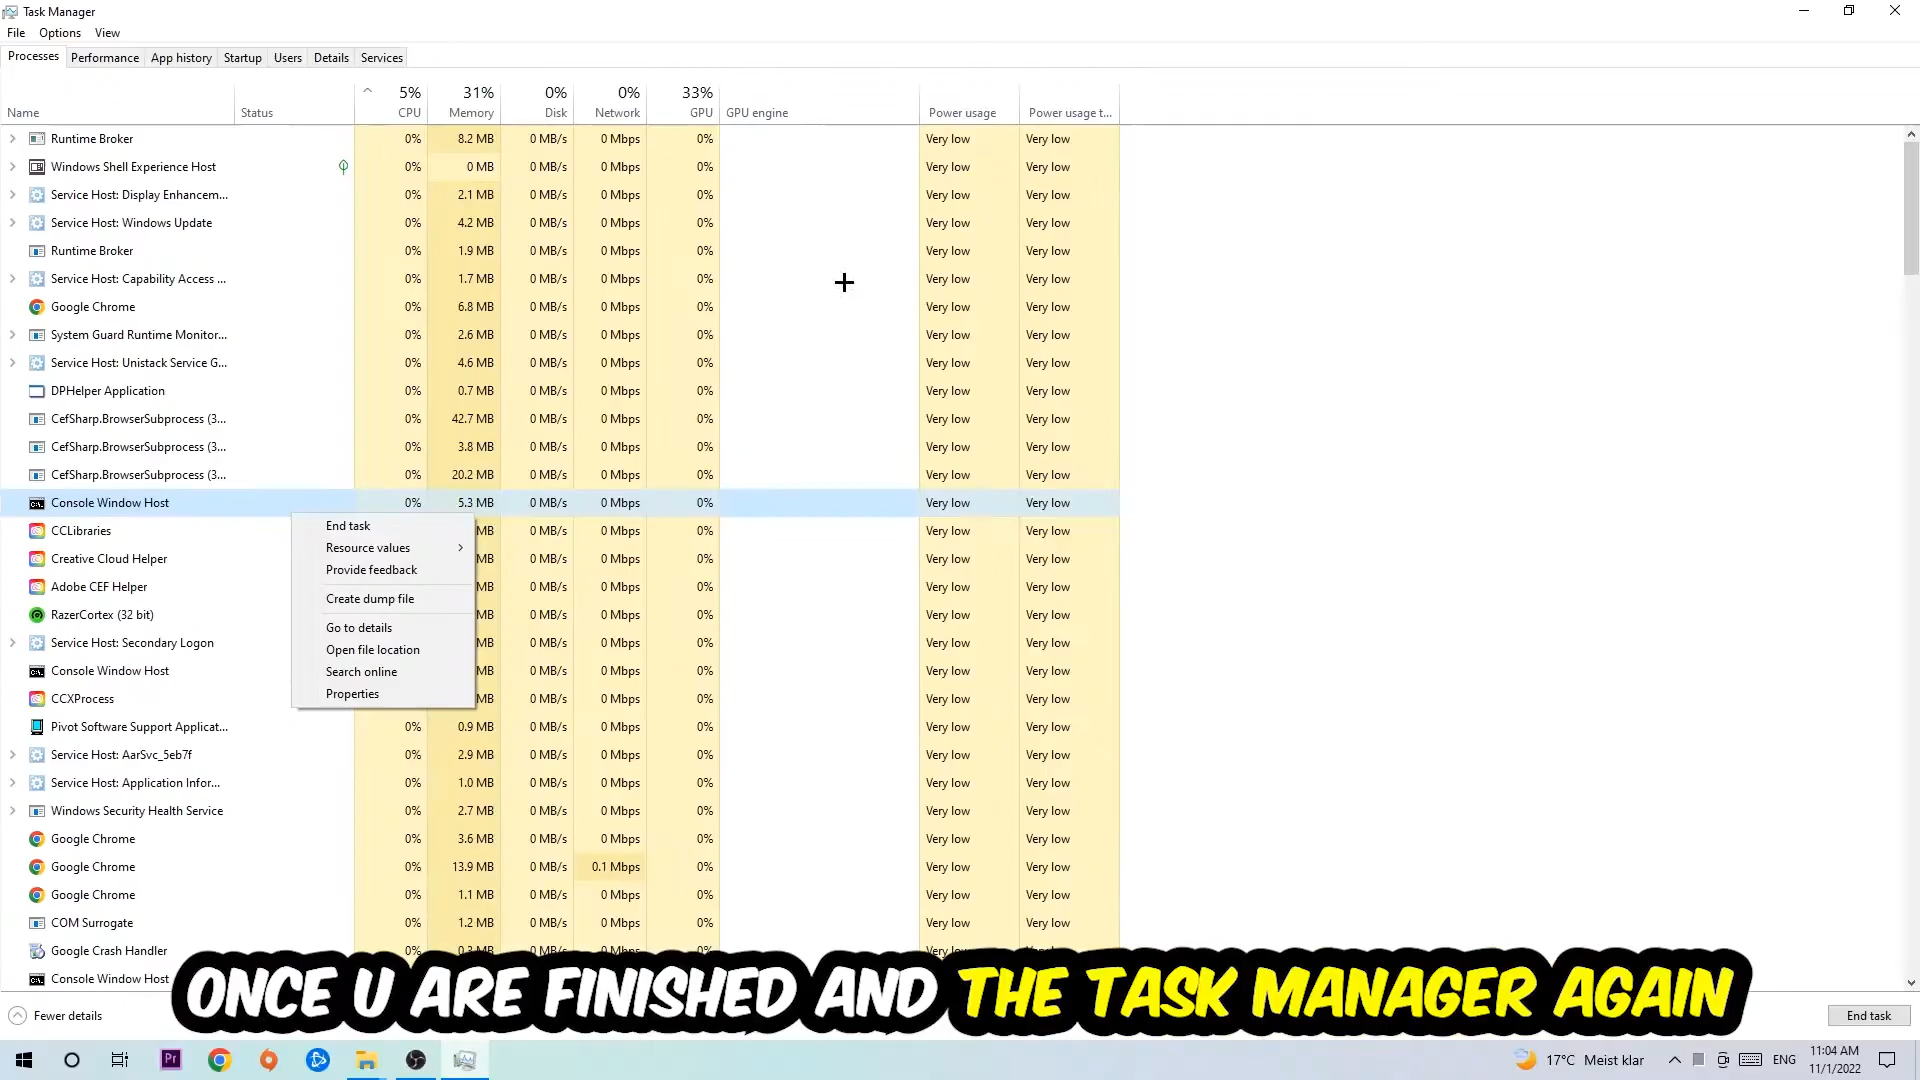 Task Manager
File Options View
Processes Performance App history Startup Users Details Services
5% 31% 0% 0% 33%
Name Status CPU Memory Disk Network GPU GPU engine Power usage Power usage t...
Runtime Broker 0% 8.2 MB 0 MB/s 0 Mbps 0% Very low Very low
Windows Shell Experience Host 0% 0 MB 0 MB/s 0 Mbps 0% Very low Very low
Service Host: Display Enhancem... 0% 2.1 MB 0 MB/s 0 Mbps 0% Very low Very low
Service Host: Windows Update 0% 4.2 MB 0 MB/s 0 Mbps 0% Very low Very low
Runtime Broker 0% 1.9 MB 0 MB/s 0 Mbps 0% Very low Very low
Service Host: Capability Access ... 0% 1.7 MB 0 MB/s 0 Mbps 0% Very low Very low
Google Chrome 0% 6.8 MB 0 MB/s 0 Mbps 0% Very low Very low
System Guard Runtime Monitor... 0% 2.6 MB 0 MB/s 0 Mbps 0% Very low Very low
Service Host: Unistack Service G... 0% 4.6 MB 0 MB/s 0 Mbps 0% Very low Very low
DPHelper Application 0% 0.7 MB 0 MB/s 0 Mbps 0% Very low Very low
CefSharp.BrowserSubprocess (3... 0% 42.7 MB 0 MB/s 0 Mbps 0% Very low Very low
CefSharp.BrowserSubprocess (3... 0% 3.8 MB 0 MB/s 0 Mbps 0% Very low Very low
CefSharp.BrowserSubprocess (3... 0% 20.2 MB 0 MB/s 0 Mbps 0% Very low Very low
Console Window Host 0% 5.3 MB 0 MB/s 0 Mbps 0% Very low Very low
End task
Resource values
Provide feedback
Create dump file
Go to details
Open file location
Search online
Properties
CCLibraries MB 0 MB/s 0 Mbps 0% Very low Very low
Creative Cloud Helper MB 0 MB/s 0 Mbps 0% Very low Very low
Adobe CEF Helper MB 0 MB/s 0 Mbps 0% Very low Very low
RazerCortex (32 bit) MB 0 MB/s 0 Mbps 0% Very low Very low
Service Host: Secondary Logon MB 0 MB/s 0 Mbps 0% Very low Very low
Console Window Host MB 0 MB/s 0 Mbps 0% Very low Very low
CCXProcess MB 0 MB/s 0 Mbps 0% Very low Very low
Pivot Software Support Applicat... 0% 0.9 MB 0 MB/s 0 Mbps 0% Very low Very low
Service Host: AarSvc_5eb7f 0% 2.9 MB 0 MB/s 0 Mbps 0% Very low Very low
Service Host: Application Infor... 0% 1.0 MB 0 MB/s 0 Mbps 0% Very low Very low
Windows Security Health Service 0% 2.7 MB 0 MB/s 0 Mbps 0% Very low Very low
Google Chrome 0% 3.6 MB 0 MB/s 0 Mbps 0% Very low Very low
Google Chrome 0% 13.9 MB 0 MB/s 0.1 Mbps 0% Very low Very low
Google Chrome 0% 1.1 MB 0 MB/s 0 Mbps 0% Very low Very low
COM Surrogate 0% 1.2 MB 0 MB/s 0 Mbps 0% Very low Very low
Google Crash Handler 0%
Console Window Host
ONCE U ARE FINISHED AND THE TASK MANAGER AGAIN
Fewer details End task
Pr 17°C Meist klar ENG 11:04 AM
11/1/2022